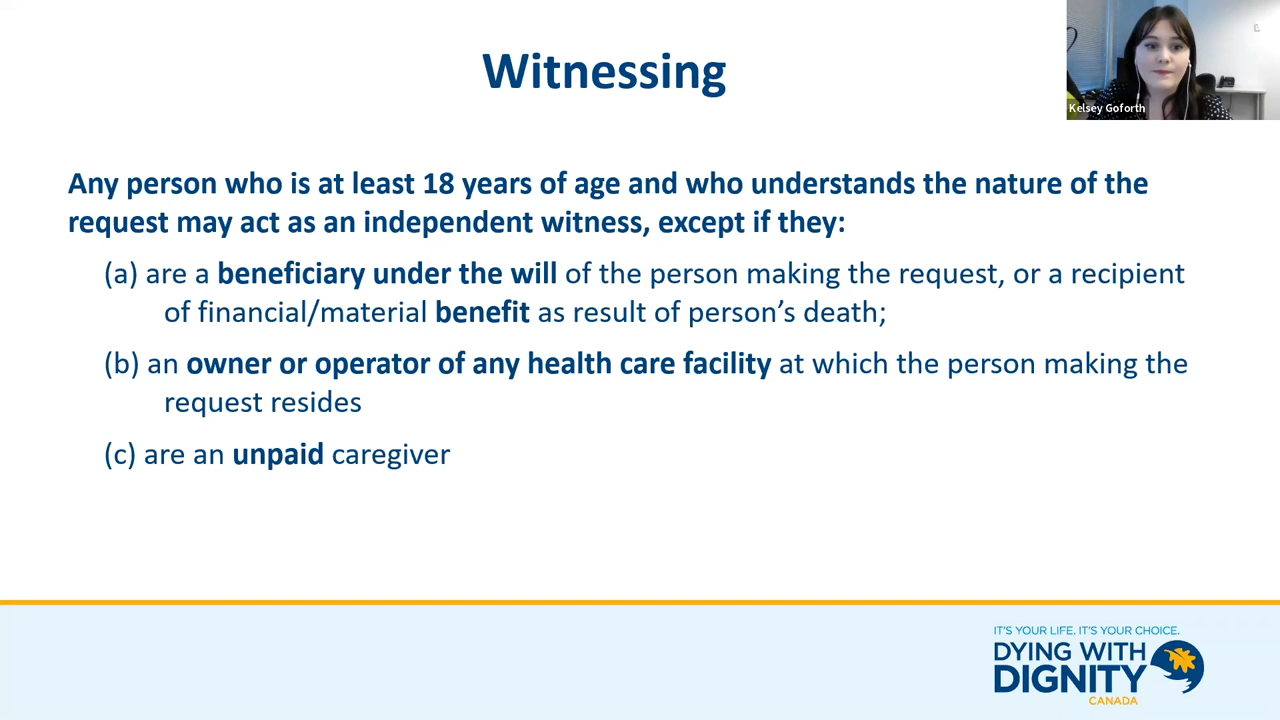 Witnessing
Kelsey Goforth
Any person who is at least 18 years of age and who understands the nature of the
request may act as an independent witness, except if they:
(a) are a beneficiary under the will of the person making the request, or a recipient
of financial/material benefit as result of person’s death;
(b) an owner or operator of any health care facility at which the person making the
request resides
(c) are an unpaid caregiver
IT'S YOUR LIFE. IT'S YOUR CHOICE.
DYING WITH
DIGNITY
CANADA